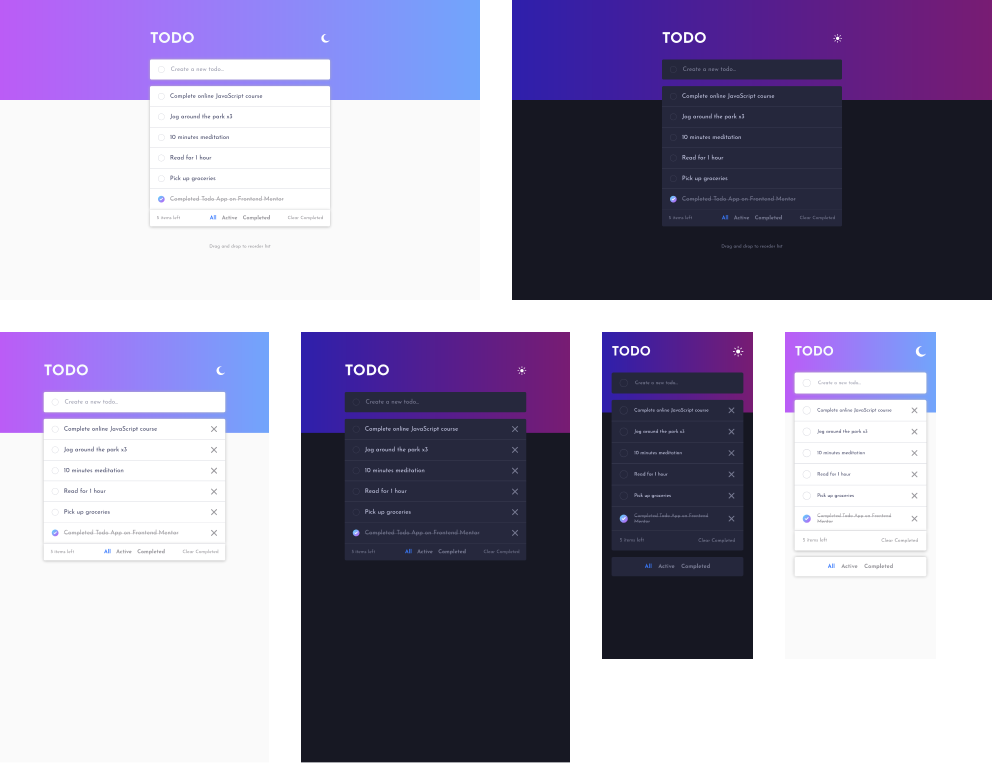 TODO
Create a new todo...
Complete online JavaScript course
Jog around the park x3
10 minutes meditation
Read for 1 hour
Pick up groceries
Completed Todo App on Frontend Mentor
5 items left All Active Completed Clear Completed
Drag and drop to reorder list
TODO
Create a new todo...
Complete online JavaScript course
Jog around the park x3
10 minutes meditation
Read for 1 hour
Pick up groceries
Completed Todo App on Frontend Mentor
5 items left All Active Completed Clear Completed
Drag and drop to reorder list
TODO
Create a new todo...
Complete online JavaScript course
Jog around the park x3
10 minutes meditation
Read for 1 hour
Pick up groceries
Completed Todo App on Frontend Mentor
5 items left All Active Completed Clear Completed
TODO
Create a new todo...
Complete online JavaScript course
Jog around the park x3
10 minutes meditation
Read for 1 hour
Pick up groceries
Completed Todo App on Frontend Mentor
5 items left All Active Completed Clear Completed
TODO
Create a new todo...
Complete online JavaScript course
Jog around the park x3
10 minutes meditation
Read for 1 hour
Pick up groceries
Completed Todo App on Frontend
Mentor
5 items left Clear Completed
All Active Completed
TODO
Create a new todo...
Complete online JavaScript course
Jog around the park x3
10 minutes meditation
Read for 1 hour
Pick up groceries
Completed Todo App on Frontend
Mentor
5 items left Clear Completed
All Active Completed